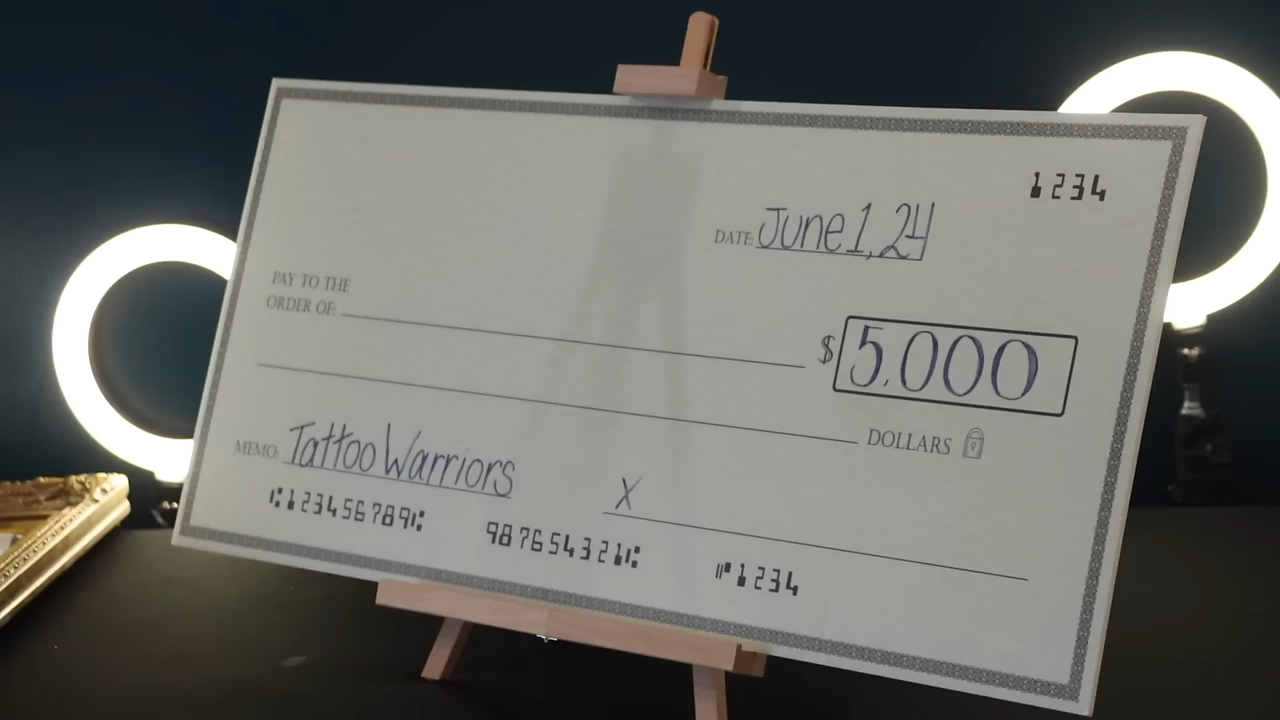 1234
DATE: June 1, 24
PAY TO THE
ORDER OF:
$ 5,000
DOLLARS
MEMO: Tattoo Warriors
X
⑆123456789⑆ 987654321⑆ ⑈1234